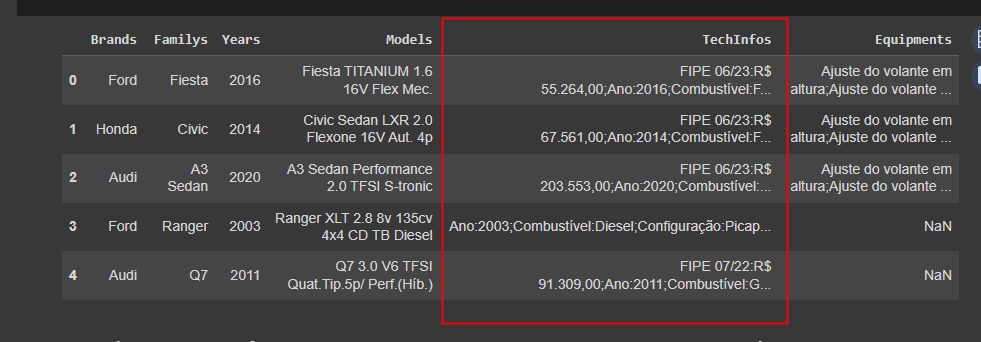 Brands Familys Years Models TechInfos Equipments
0 Ford Fiesta 2016 Fiesta TITANIUM 1.6 FIPE 06/23:R$ Ajuste do volante em
16V Flex Mec. 55.264,00;Ano:2016;Combustível:F... altura;Ajuste do volante ...
1 Honda Civic 2014 Civic Sedan LXR 2.0 FIPE 06/23:R$ Ajuste do volante em
Flexone 16V Aut. 4p 67.561,00;Ano:2014;Combustível:F... altura;Ajuste do volante ...
2 Audi A3 2020 A3 Sedan Performance FIPE 06/23:R$ Ajuste do volante em
Sedan 2.0 TFSI S-tronic 203.553,00;Ano:2020;Combustível:... altura;Ajuste do volante ...
3 Ford Ranger 2003 Ranger XLT 2.8 8v 135cv Ano:2003;Combustível:Diesel;Configuração:Picap... NaN
4x4 CD TB Diesel
4 Audi Q7 2011 Q7 3.0 V6 TFSI FIPE 07/22:R$ NaN
Quat.Tip.5p/ Perf.(Híb.) 91.309,00;Ano:2011;Combustível:G...